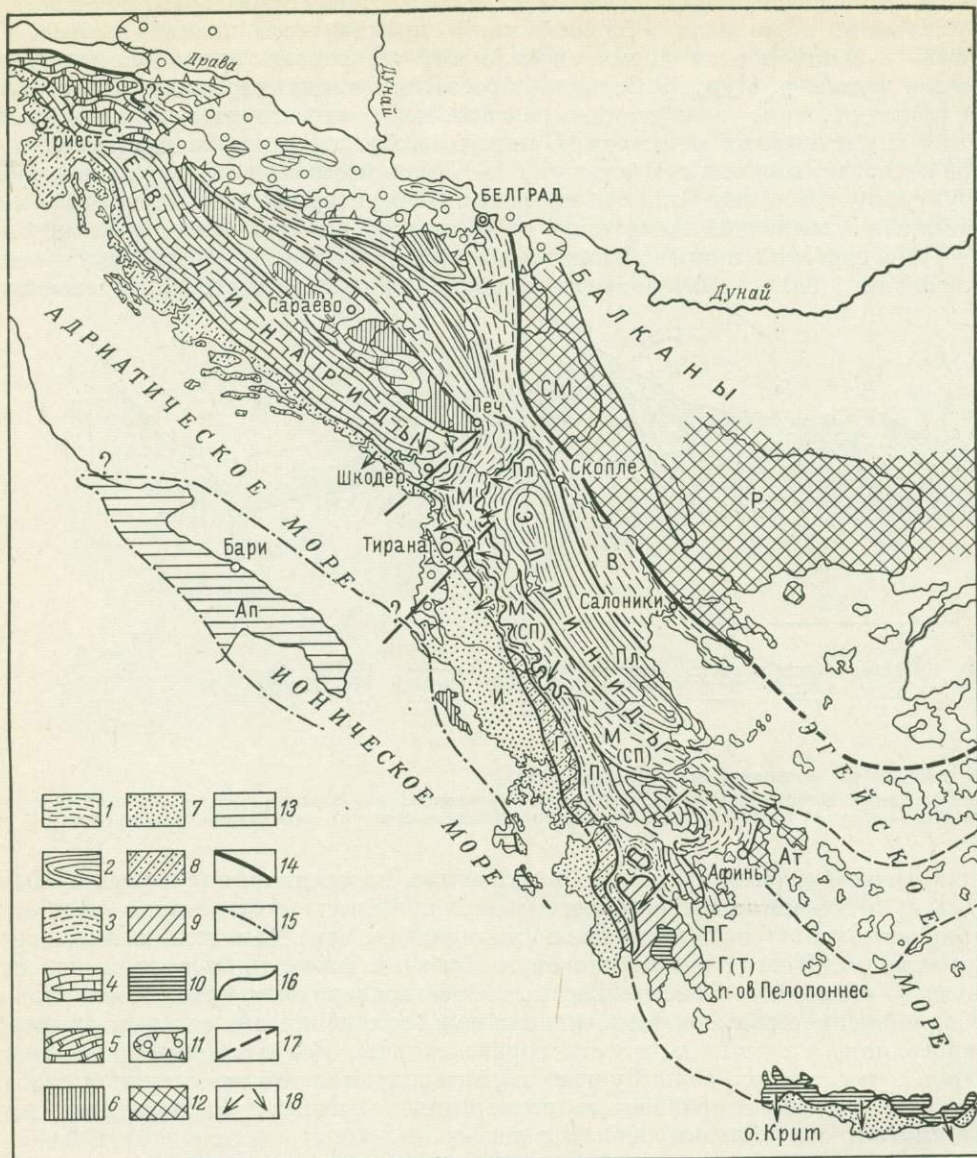 Драва
Дунай
Триест
С
БЕЛГРАД
Е В. Д И Н А Р И Д Ы
Сараево
БАЛКАНЫ
Дунай
АДРИАТИЧЕСКОЕ МОРЕ
СМ
Печ
?
Шкодер
Пл
Скопле
М
Р
Бари
Тирана
ЭЛЛИНИДЫ
В
?
Ап
М
(СП)
Салоники
Пл
ИОНИЧЕСКОЕ МОРЕ
И
Г
П
М
(СП)
ЭГЕЙСКОЕ МОРЕ
Ат
Афины
ПГ
Г(Т)
п-ов Пелопоннес
о. Крит
1 7 13
2 8 14
3 9 15
4 10 16
5 11 17
6 12 18